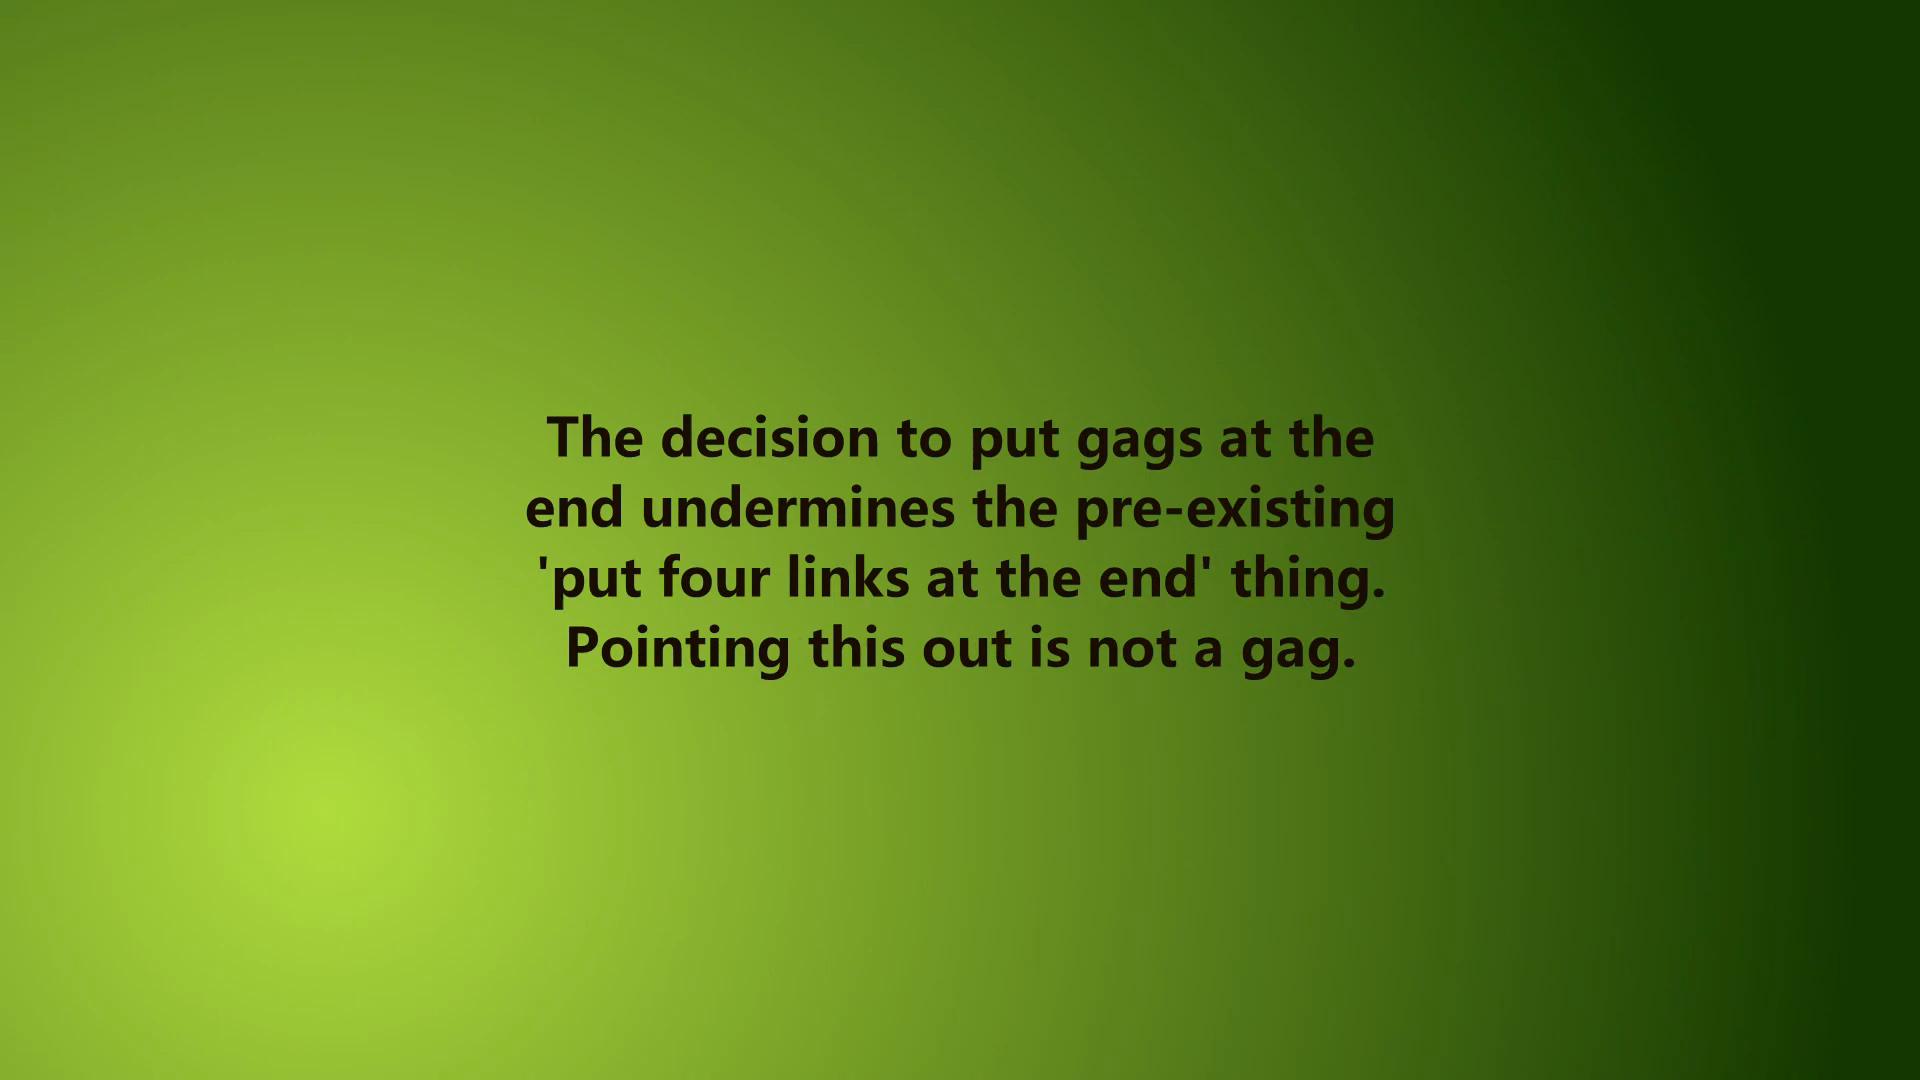 The decision to put gags at the
end undermines the pre-existing
'put four links at the end' thing.
Pointing this out is not a gag.